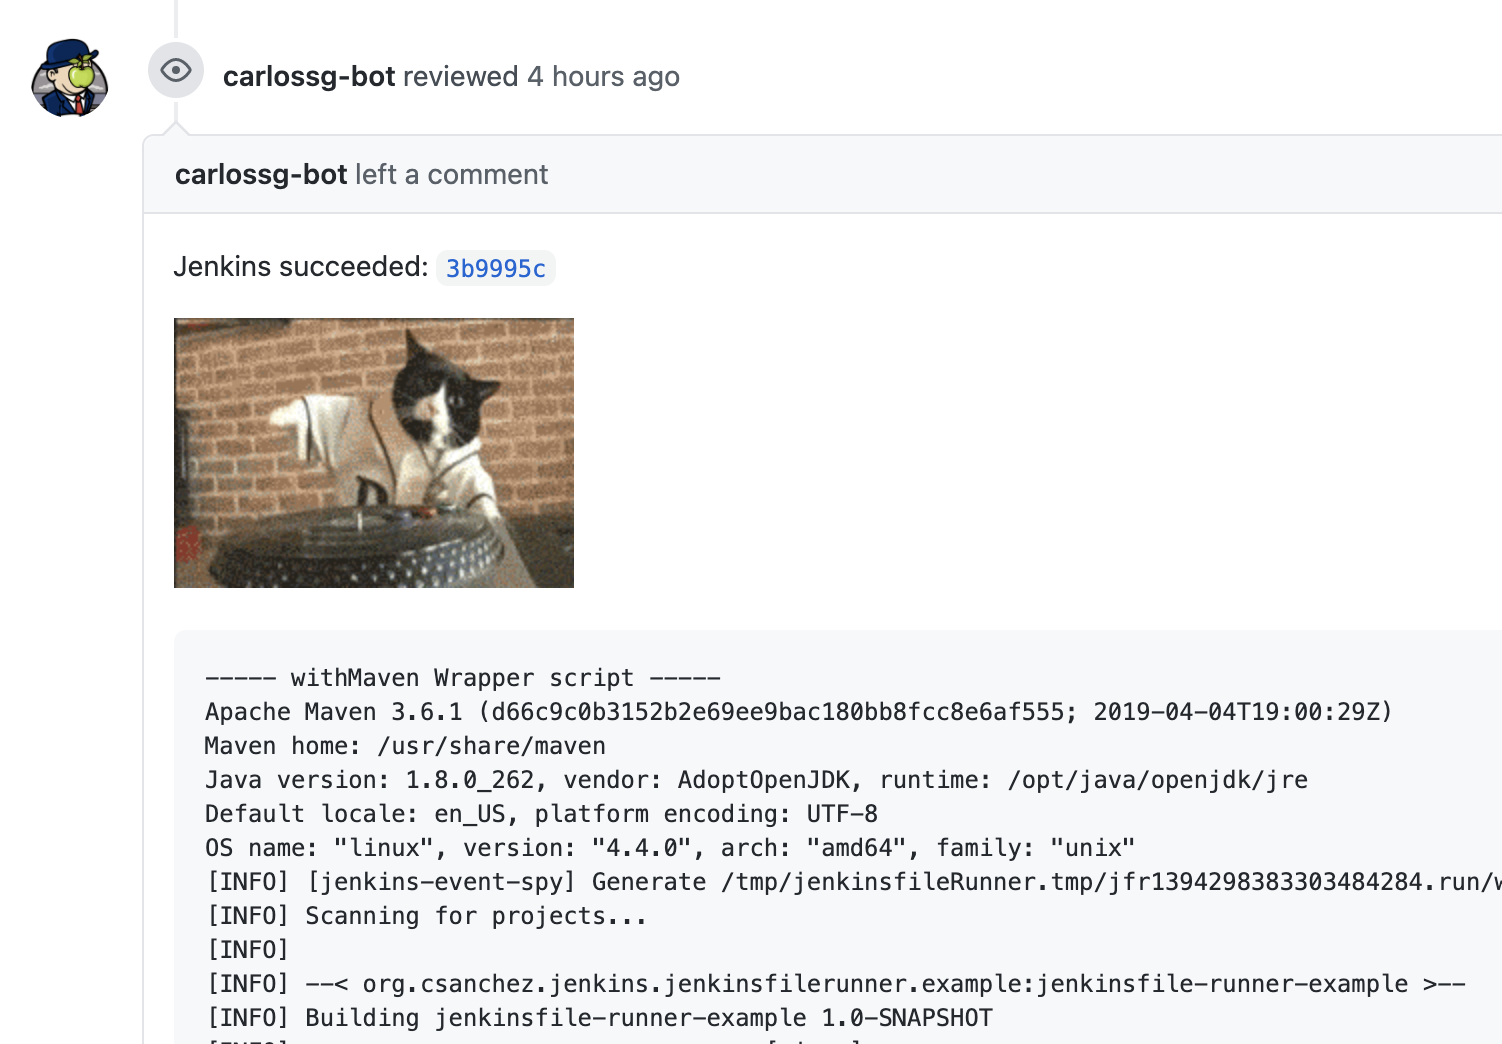 carlossg-bot reviewed 4 hours ago
carlossg-bot left a comment
Jenkins succeeded: 3b9995c
----- withMaven Wrapper script -----
Apache Maven 3.6.1 (d66c9c0b3152b2e69ee9bac180bb8fcc8e6af555; 2019-04-04T19:00:29Z)
Maven home: /usr/share/maven
Java version: 1.8.0_262, vendor: AdoptOpenJDK, runtime: /opt/java/openjdk/jre
Default locale: en_US, platform encoding: UTF-8
OS name: "linux", version: "4.4.0", arch: "amd64", family: "unix"
[INFO] [jenkins-event-spy] Generate /tmp/jenkinsfileRunner.tmp/jfr1394298383303484284.run/w
[INFO] Scanning for projects...
[INFO]
[INFO] --< org.csanchez.jenkins.jenkinsfilerunner.example:jenkinsfile-runner-example >--
[INFO] Building jenkinsfile-runner-example 1.0-SNAPSHOT